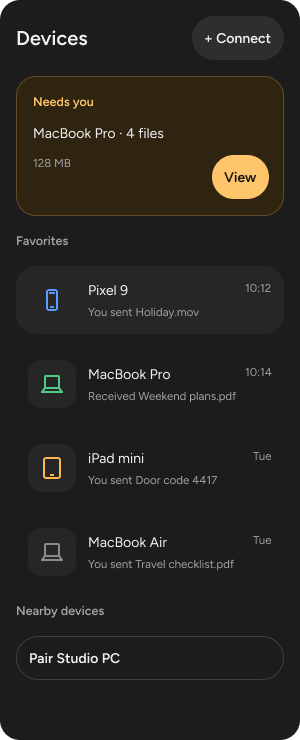 Devices
+ Connect
Needs you
MacBook Pro · 4 files
128 MB
View
Favorites
Pixel 9
10:12
You sent Holiday.mov
MacBook Pro
10:14
Received Weekend plans.pdf
iPad mini
Tue
You sent Door code 4417
MacBook Air
Tue
You sent Travel checklist.pdf
Nearby devices
Pair Studio PC